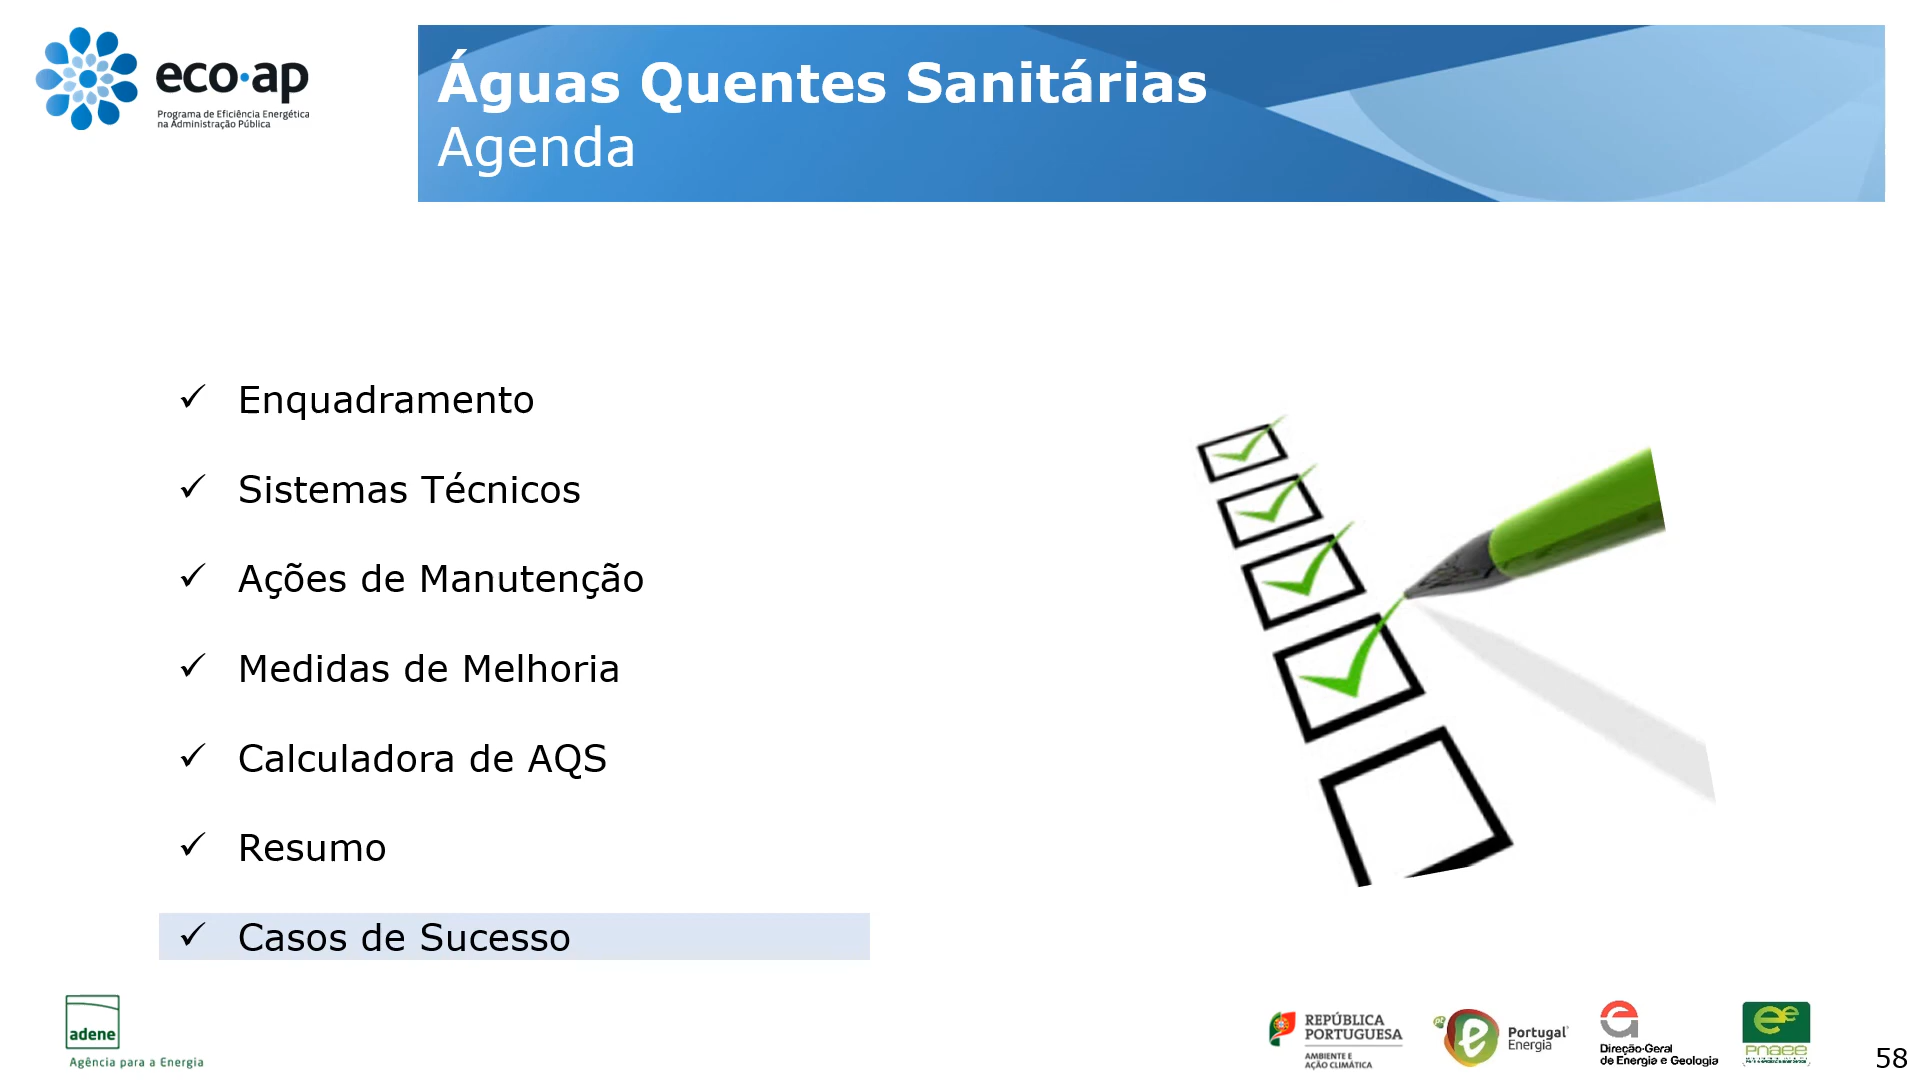 eco·ap
Programa de Eficiência Energética
na Administração Pública
Águas Quentes Sanitárias
Agenda
✓ Enquadramento
✓ Sistemas Técnicos
✓ Ações de Manutenção
✓ Medidas de Melhoria
✓ Calculadora de AQS
✓ Resumo
✓ Casos de Sucesso
adene
Agência para a Energia
REPÚBLICA
PORTUGUESA
AMBIENTE E
AÇÃO CLIMÁTICA
Portugal
Energia
Direção-Geral
de Energia e Geologia
pnaee
58